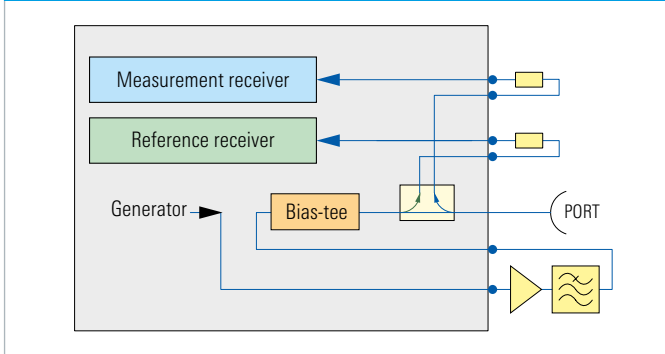 Measurement receiver
Reference receiver
Generator
Bias-tee
PORT